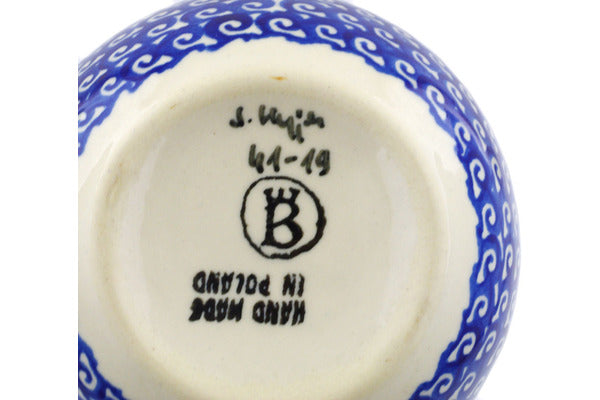 41-19
B
HAND MADE
IN POLAND